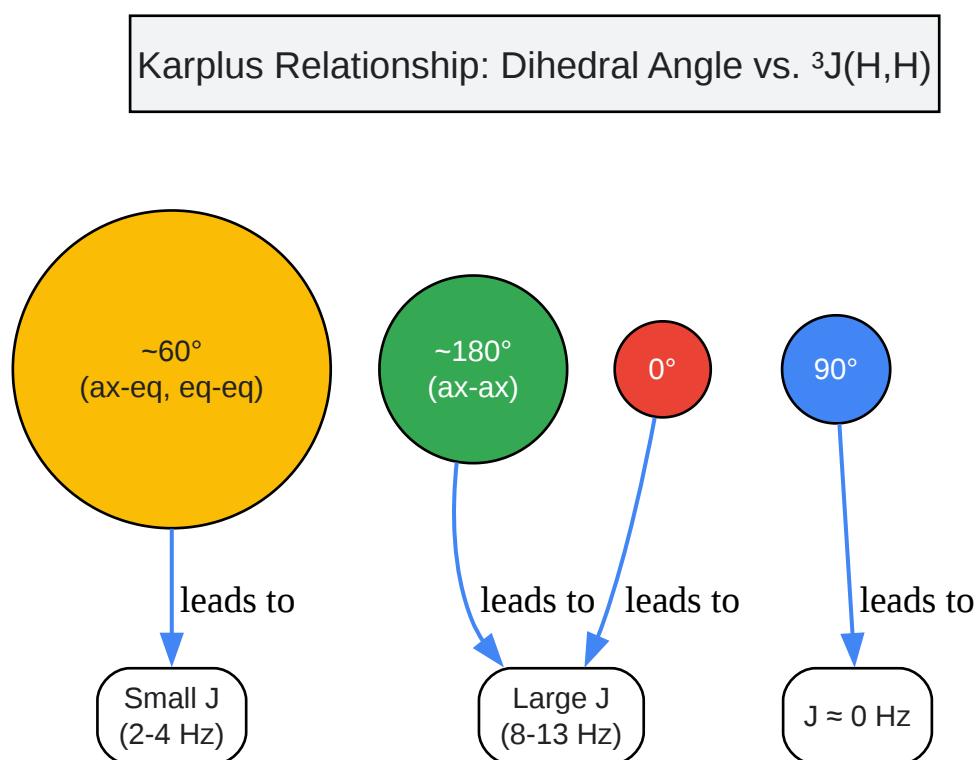 Karplus Relationship: Dihedral Angle vs. ³J(H,H)
~60°
(ax-eq, eq-eq)
~180°
(ax-ax)
0°
90°
leads to
leads to
leads to
leads to
Small J
(2-4 Hz)
Large J
(8-13 Hz)
J ≈ 0 Hz